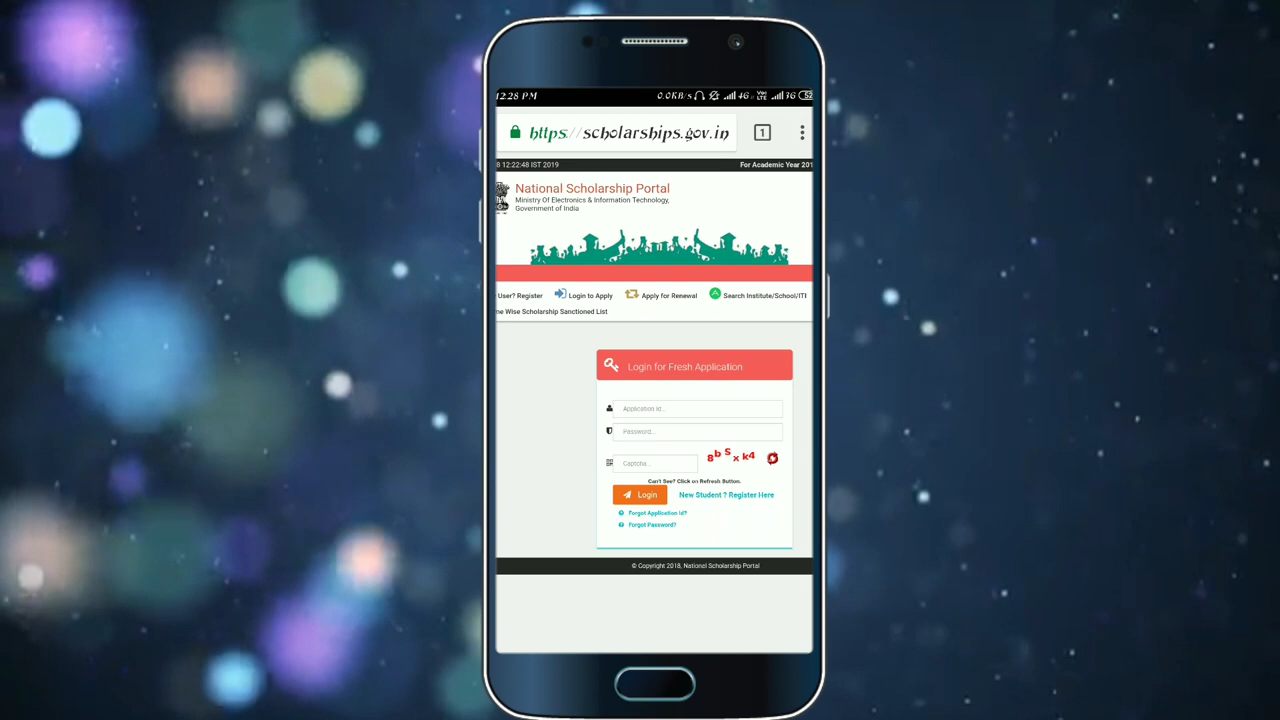 12:28 PM 0.0KB/s 4G VoLTE 3G 52
https://scholarships.gov.in 1
8 12:22:48 IST 2019 For Academic Year 201
National Scholarship Portal
Ministry Of Electronics & Information Technology,
Government of India
User? Register Login to Apply Apply for Renewal Search Institute/School/ITI
ne Wise Scholarship Sanctioned List
Login for Fresh Application
Application Id...
Password...
Captcha... 8bSxk4
Can't See? Click on Refresh Button.
Login New Student ? Register Here
Forgot Application Id?
Forgot Password?
© Copyright 2018, National Scholarship Portal